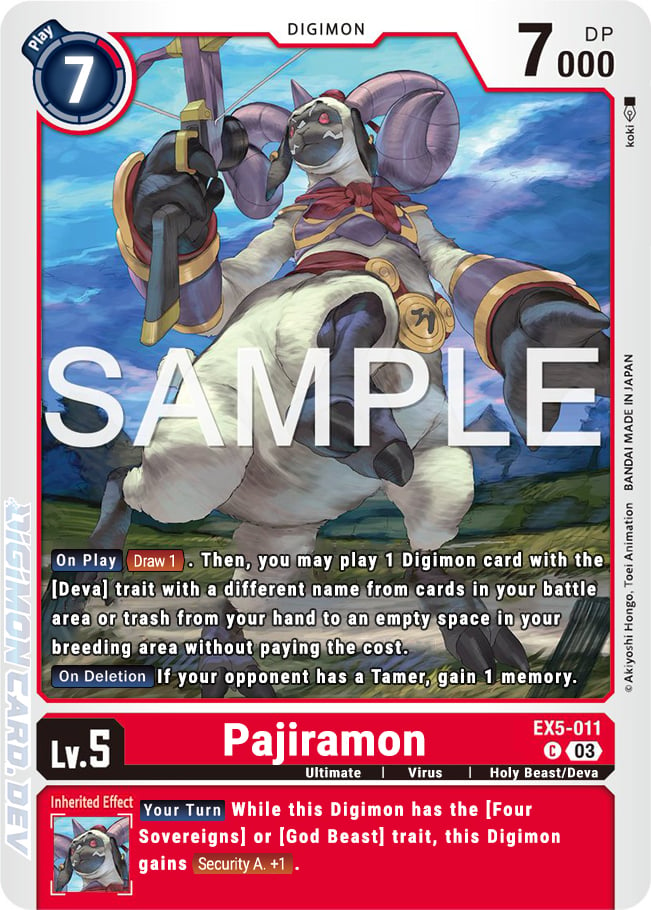 DIGIMON
Play
7
DP
7000
koki
SAMPLE
On Play Draw 1 . Then, you may play 1 Digimon card with the
[Deva] trait with a different name from cards in your battle
area or trash from your hand to an empty space in your
breeding area without paying the cost.
On Deletion If your opponent has a Tamer, gain 1 memory.
© Akiyoshi Hongo, Toei Animation BANDAI MADE IN JAPAN
DIGIMONCARD.DEV
Lv.5
Pajiramon
EX5-011
C 03
Ultimate | Virus | Holy Beast/Deva
Inherited Effect
Your Turn While this Digimon has the [Four
Sovereigns] or [God Beast] trait, this Digimon
gains Security A. +1 .